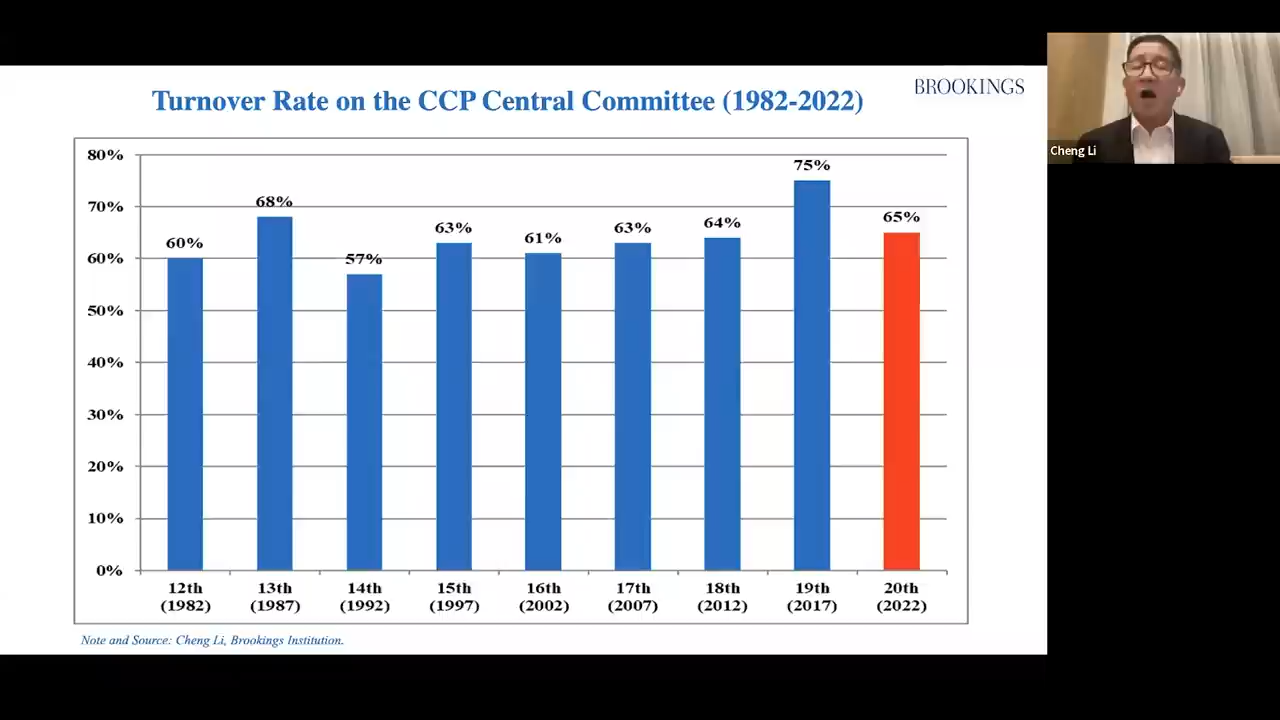 Turnover Rate on the CCP Central Committee (1982-2022)
BROOKINGS
Cheng Li
80%
70%
60%
50%
40%
30%
20%
10%
0%
60%
68%
57%
63%
61%
63%
64%
75%
65%
12th
(1982)
13th
(1987)
14th
(1992)
15th
(1997)
16th
(2002)
17th
(2007)
18th
(2012)
19th
(2017)
20th
(2022)
Note and Source: Cheng Li, Brookings Institution.